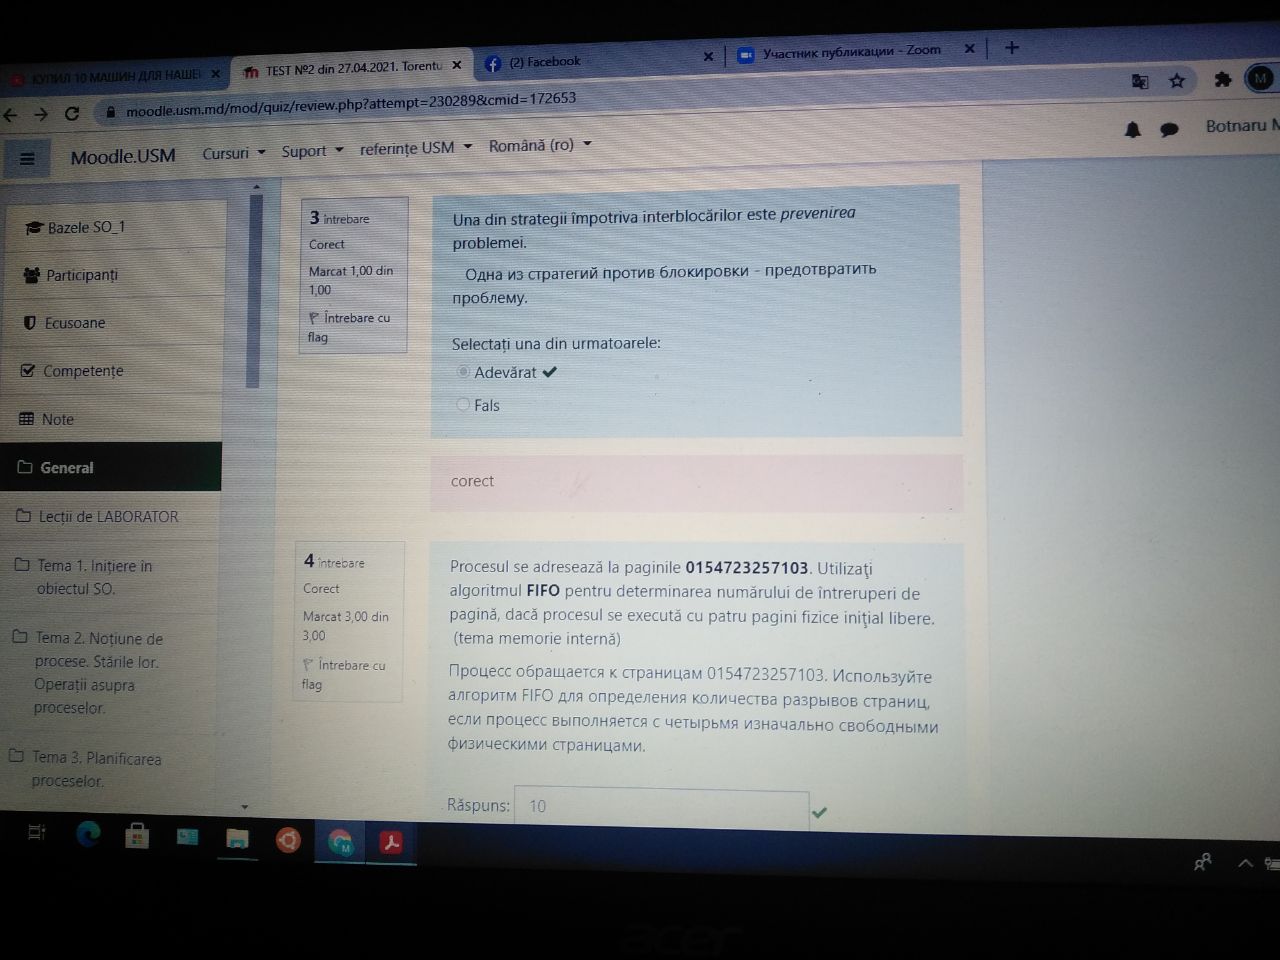 КУПИЛ 10 МАШИН ДЛЯ НАШЕЙ
TEST №2 din 27.04.2021. Torentu
(2) Facebook
Участник публикации - Zoom
moodle.usm.md/mod/quiz/review.php?attempt=230289&cmid=172653
M
Moodle.USM
Cursuri
Suport
referințe USM
Română (ro)
Botnaru M
Bazele SO_1
Participanți
Ecusoane
Competențe
Note
General
Lecții de LABORATOR
Tema 1. Inițiere în
obiectul SO.
Tema 2. Noțiune de
procese. Stările lor.
Operații asupra
proceselor.
Tema 3. Planificarea
proceselor.
3 întrebare
Corect
Marcat 1,00 din
1,00
Întrebare cu
flag
Una din strategii împotriva interblocărilor este prevenirea
problemei.
Одна из стратегий против блокировки - предотвратить
проблему.
Selectați una din urmatoarele:
Adevărat
Fals
corect
4 întrebare
Corect
Marcat 3,00 din
3,00
Întrebare cu
flag
Procesul se adresează la paginile 0154723257103. Utilizaţi
algoritmul FIFO pentru determinarea numărului de întreruperi de
pagină, dacă procesul se execută cu patru pagini fizice iniţial libere.
(tema memorie internă)
Процесс обращается к страницам 0154723257103. Используйте
алгоритм FIFO для определения количества разрывов страниц,
если процесс выполняется с четырьмя изначально свободными
физическими страницами.
Răspuns: 10
M
acer